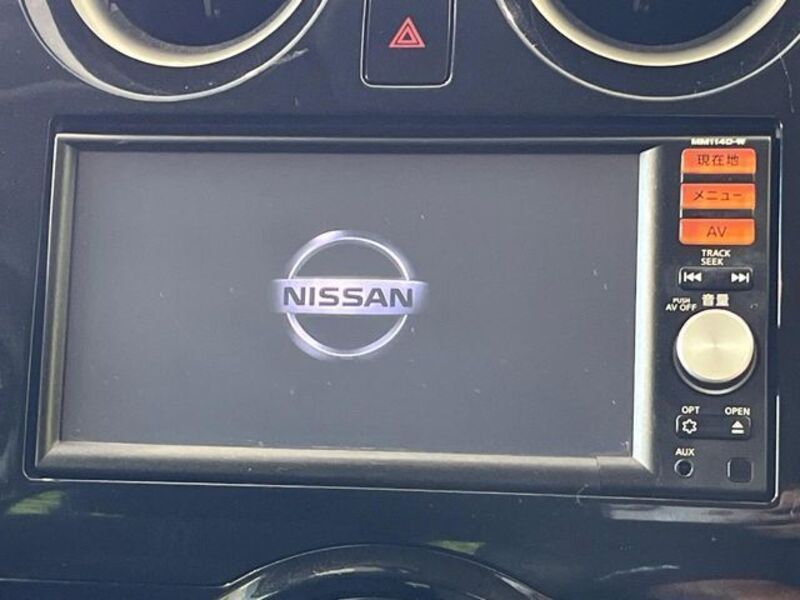 MM114D-W
現在地
メニュー
AV
TRACK
SEEK
NISSAN
PUSH
AV OFF
音量
OPT
OPEN
AUX